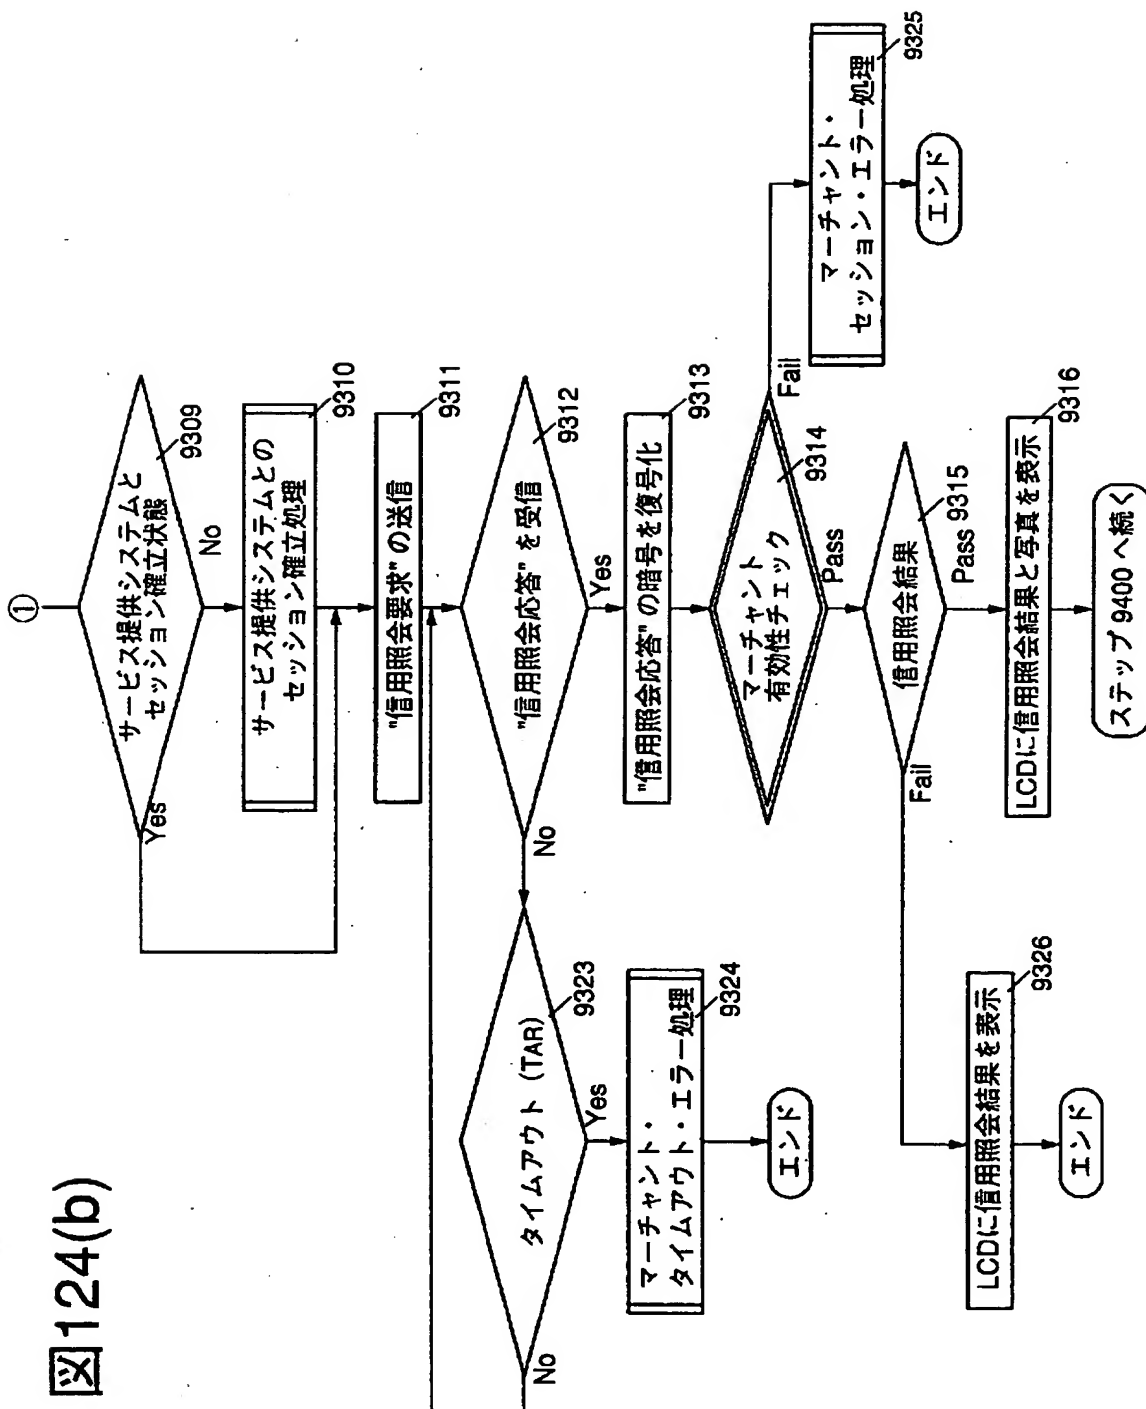 図124(b)
①
サービス提供システムと
セッション確立状態
9309
Yes
No
サービス提供システムとの
セッション確立処理
9310
"信用照会要求"の送信
9311
"信用照会応答"を受信
9312
No
Yes
タイムアウト (TAR)
9323
No
Yes
マーチャント・
タイムアウト・エラー処理
9324
エンド
"信用照会応答"の暗号を復号化
9313
マーチャント
有効性チェック
9314
Fail
Pass
マーチャント・
セッション・エラー処理
9325
エンド
信用照会結果
9315
Fail
Pass
LCDに信用照会結果を表示
9326
エンド
LCDに信用照会結果と写真を表示
9316
ステップ 9400 へ続く